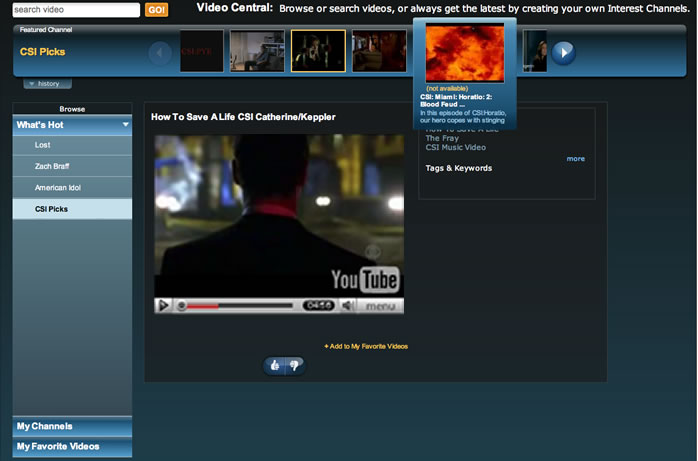 search video
GO!
Video Central: Browse or search videos, or always get the latest by creating your own Interest Channels.
Featured Channel
CSI Picks
(not available)
CSI: Miami: Horatio: 2:
Blood Feud ...
In this episode of CSI:Horatio,
our hero copes with stinging
history
Browse
What's Hot
Lost
Zach Braff
American Idol
CSI Picks
My Channels
My Favorite Videos
How To Save A Life CSI Catherine/Keppler
YouTube
04:56
menu
How To Save A Life
The Fray
CSI Music Video
more
Tags & Keywords
+ Add to My Favorite Videos